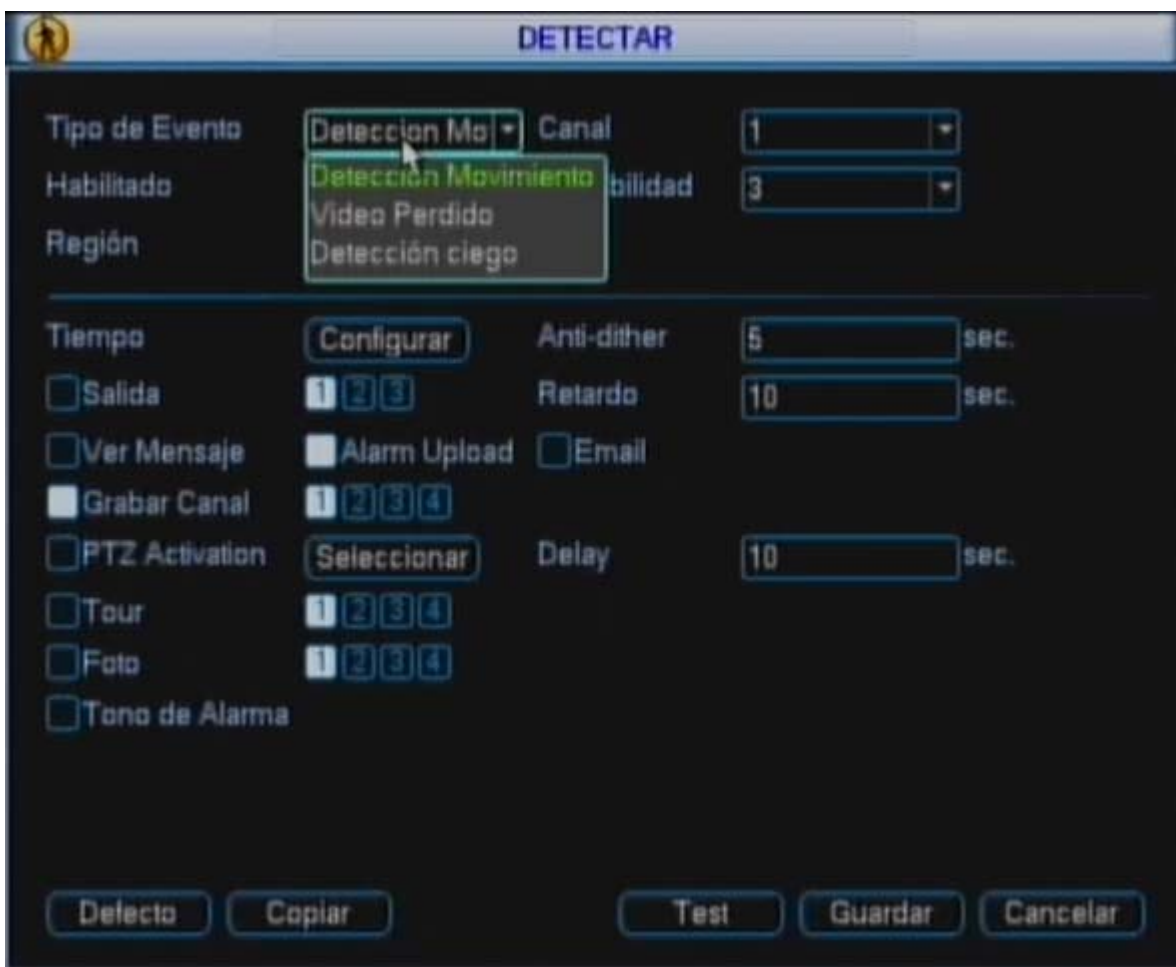 DETECTAR
Tipo de Evento Deteccion Mo Canal 1
Habilitado Detección Movimiento bilidad 3
Video Perdido
Región Detección ciego
Tiempo Configurar Anti-dither 5 sec.
Salida 1 2 3 Retardo 10 sec.
Ver Mensaje Alarm Upload Email
Grabar Canal 1 2 3 4
PTZ Activation Seleccionar Delay 10 sec.
Tour 1 2 3 4
Foto 1 2 3 4
Tono de Alarma
Defecto Copiar Test Guardar Cancelar